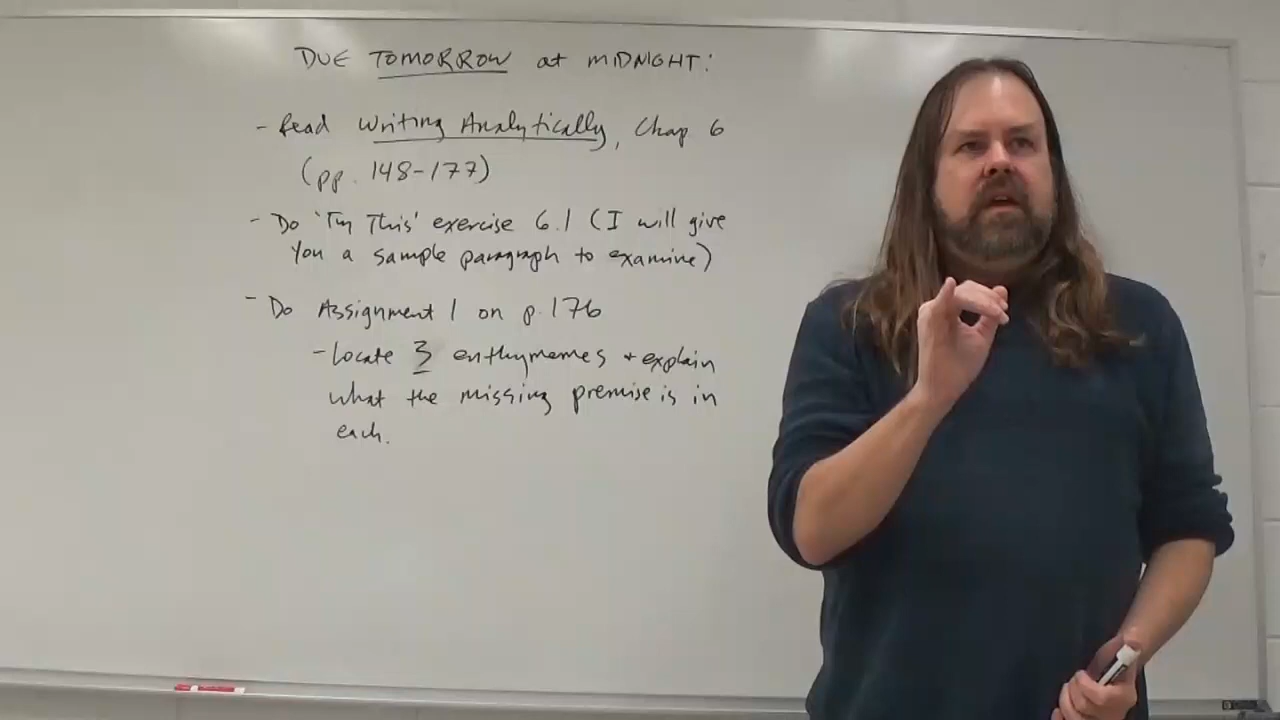 DUE TOMORROW at MIDNIGHT:
- Read Writing Analytically, Chap 6
(pp. 148-177)
- Do 'Try This' exercise 6.1 (I will give
you a sample paragraph to examine)
- Do Assignment 1 on p. 176
- Locate 3 enthymemes + explain
what the missing premise is in
each.